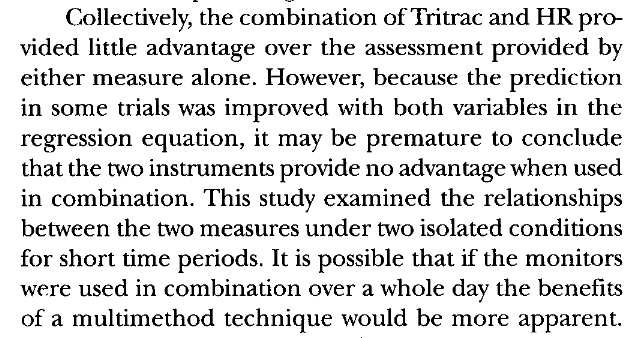 Collectively, the combination of Tritrac and HR pro-
vided little advantage over the assessment provided by
either measure alone. However, because the prediction
in some trials was improved with both variables in the
regression equation, it may be premature to conclude
that the two instruments provide no advantage when used
in combination. This study examined the relationships
between the two measures under two isolated conditions
for short time periods. It is possible that if the monitors
were used in combination over a whole day the benefits
of a multimethod technique would be more apparent.